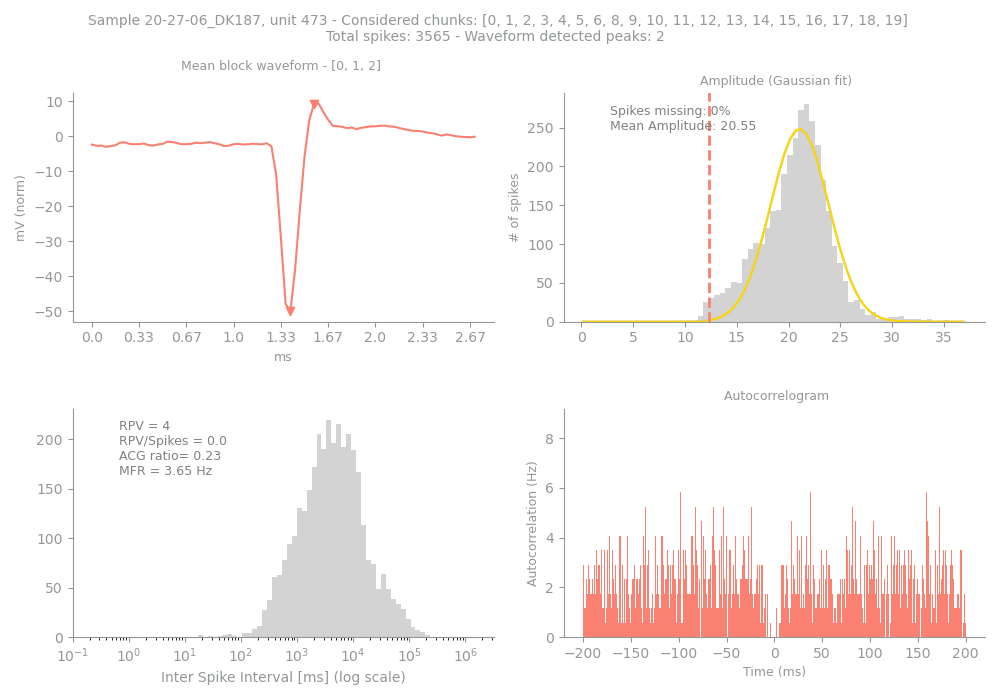 Sample 20-27-06_DK187, unit 473 - Considered chunks: [0, 1, 2, 3, 4, 5, 6, 8, 9, 10, 11, 12, 13, 14, 15, 16, 17, 18, 19]
Total spikes: 3565 - Waveform detected peaks: 2
Mean block waveform - [0, 1, 2]
10
0
−10
−20
−30
−40
−50
mV (norm)
0.0 0.33 0.67 1.0 1.33 1.67 2.0 2.33 2.67
ms
Amplitude (Gaussian fit)
Spikes missing: 0%
Mean Amplitude: 20.55
250
200
150
100
50
0
# of spikes
0 5 10 15 20 25 30 35
RPV = 4
RPV/Spikes = 0.0
ACG ratio= 0.23
MFR = 3.65 Hz
200
150
100
50
0
10⁻¹ 10⁰ 10¹ 10² 10³ 10⁴ 10⁵ 10⁶
Inter Spike Interval [ms] (log scale)
Autocorrelogram
8
6
4
2
0
Autocorrelation (Hz)
−200 −150 −100 −50 0 50 100 150 200
Time (ms)